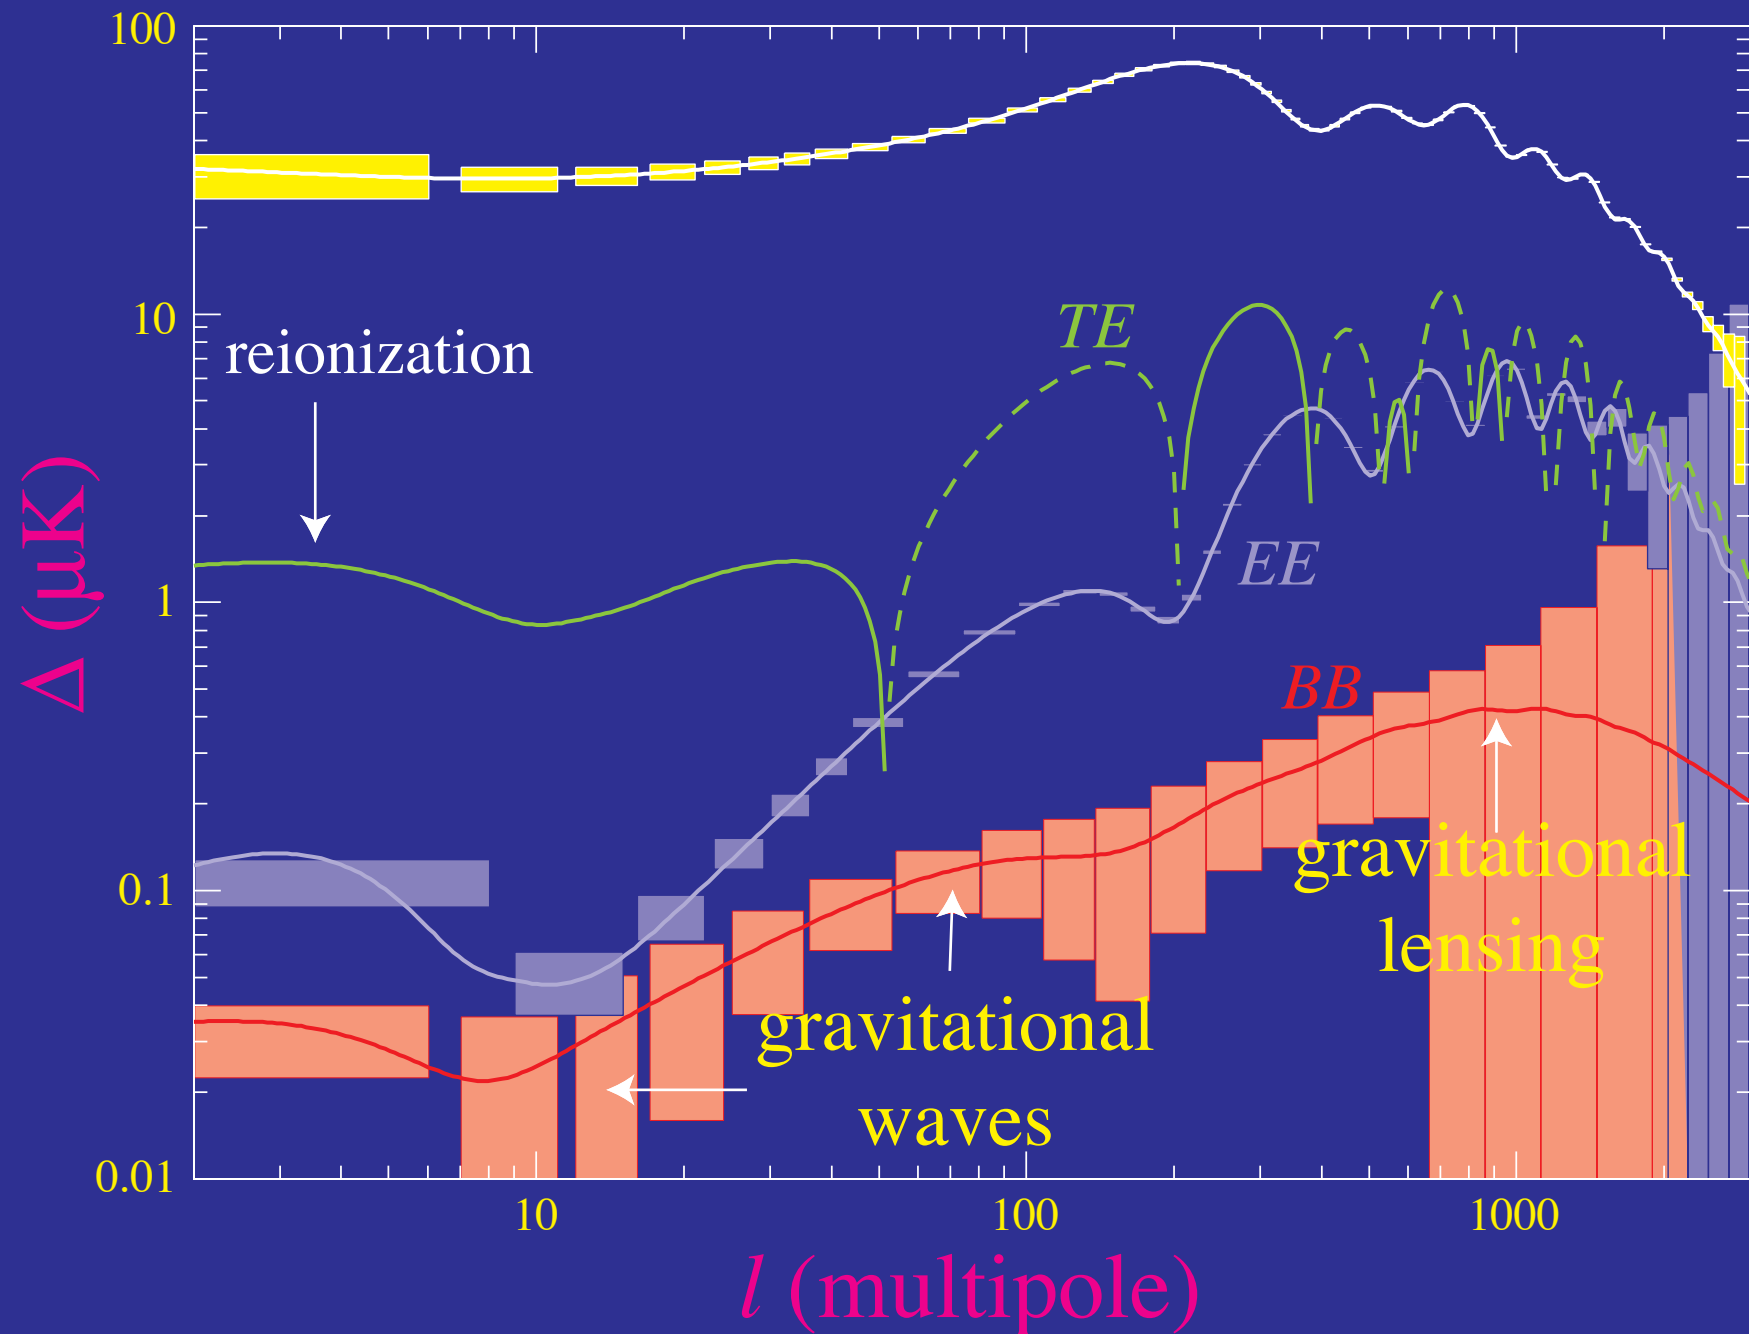 100
10
1
0.1
0.01
Δ (μK)
reionization
TE
EE
BB
gravitational
lensing
gravitational
waves
10
100
1000
l (multipole)